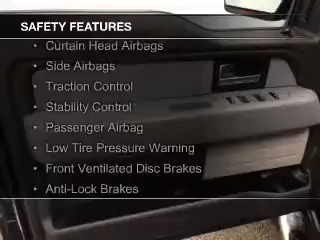 SAFETY FEATURES
• Curtain Head Airbags
• Side Airbags
• Traction Control
• Stability Control
• Passenger Airbag
• Low Tire Pressure Warning
• Front Ventilated Disc Brakes
• Anti-Lock Brakes